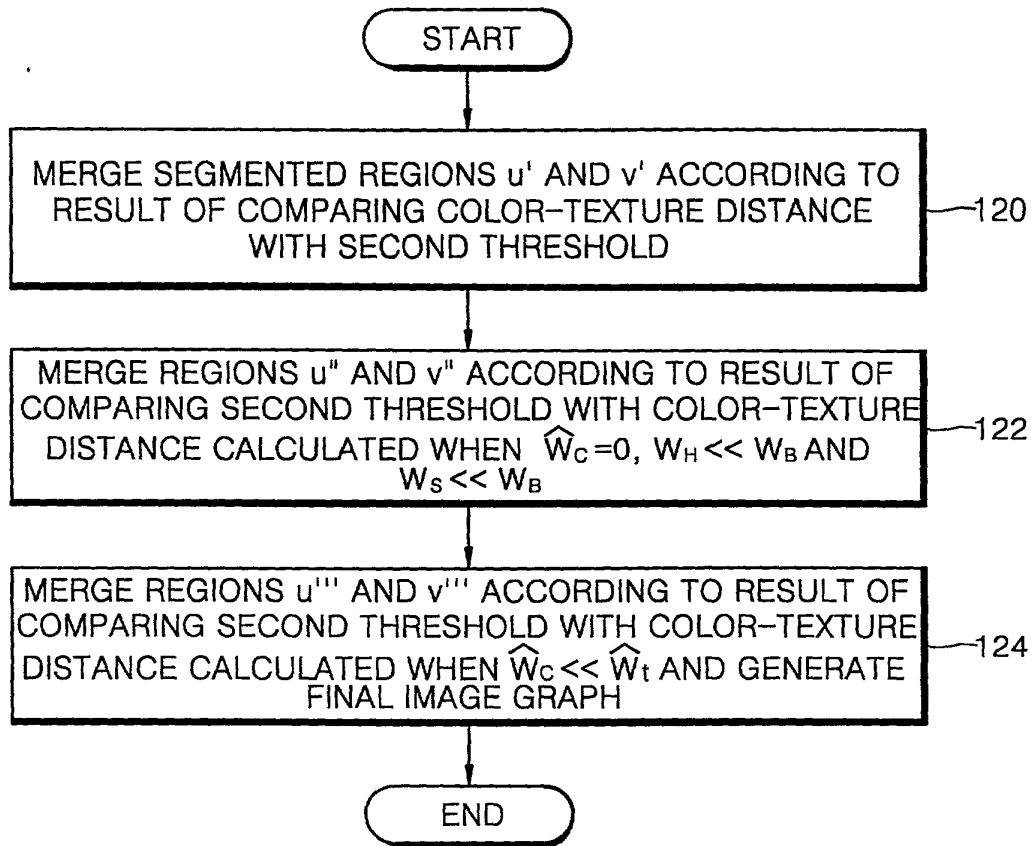 START
MERGE SEGMENTED REGIONS u' AND v' ACCORDING TO
RESULT OF COMPARING COLOR-TEXTURE DISTANCE
WITH SECOND THRESHOLD
120
MERGE REGIONS u" AND v" ACCORDING TO RESULT OF
COMPARING SECOND THRESHOLD WITH COLOR-TEXTURE
DISTANCE CALCULATED WHEN Ŵc=0, WH << WB AND
WS << WB
122
MERGE REGIONS u''' AND v''' ACCORDING TO RESULT OF
COMPARING SECOND THRESHOLD WITH COLOR-TEXTURE
DISTANCE CALCULATED WHEN Ŵc << Ŵt AND GENERATE
FINAL IMAGE GRAPH
124
END